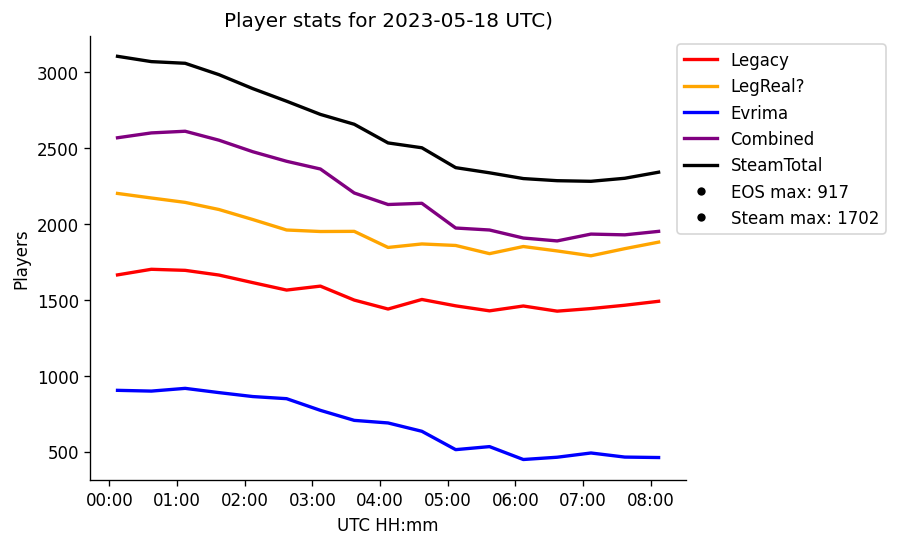 Player stats for 2023-05-18 UTC)
3000
2500
2000
1500
1000
500
Players
00:00 01:00 02:00 03:00 04:00 05:00 06:00 07:00 08:00
UTC HH:mm
Legacy
LegReal?
Evrima
Combined
SteamTotal
EOS max: 917
Steam max: 1702